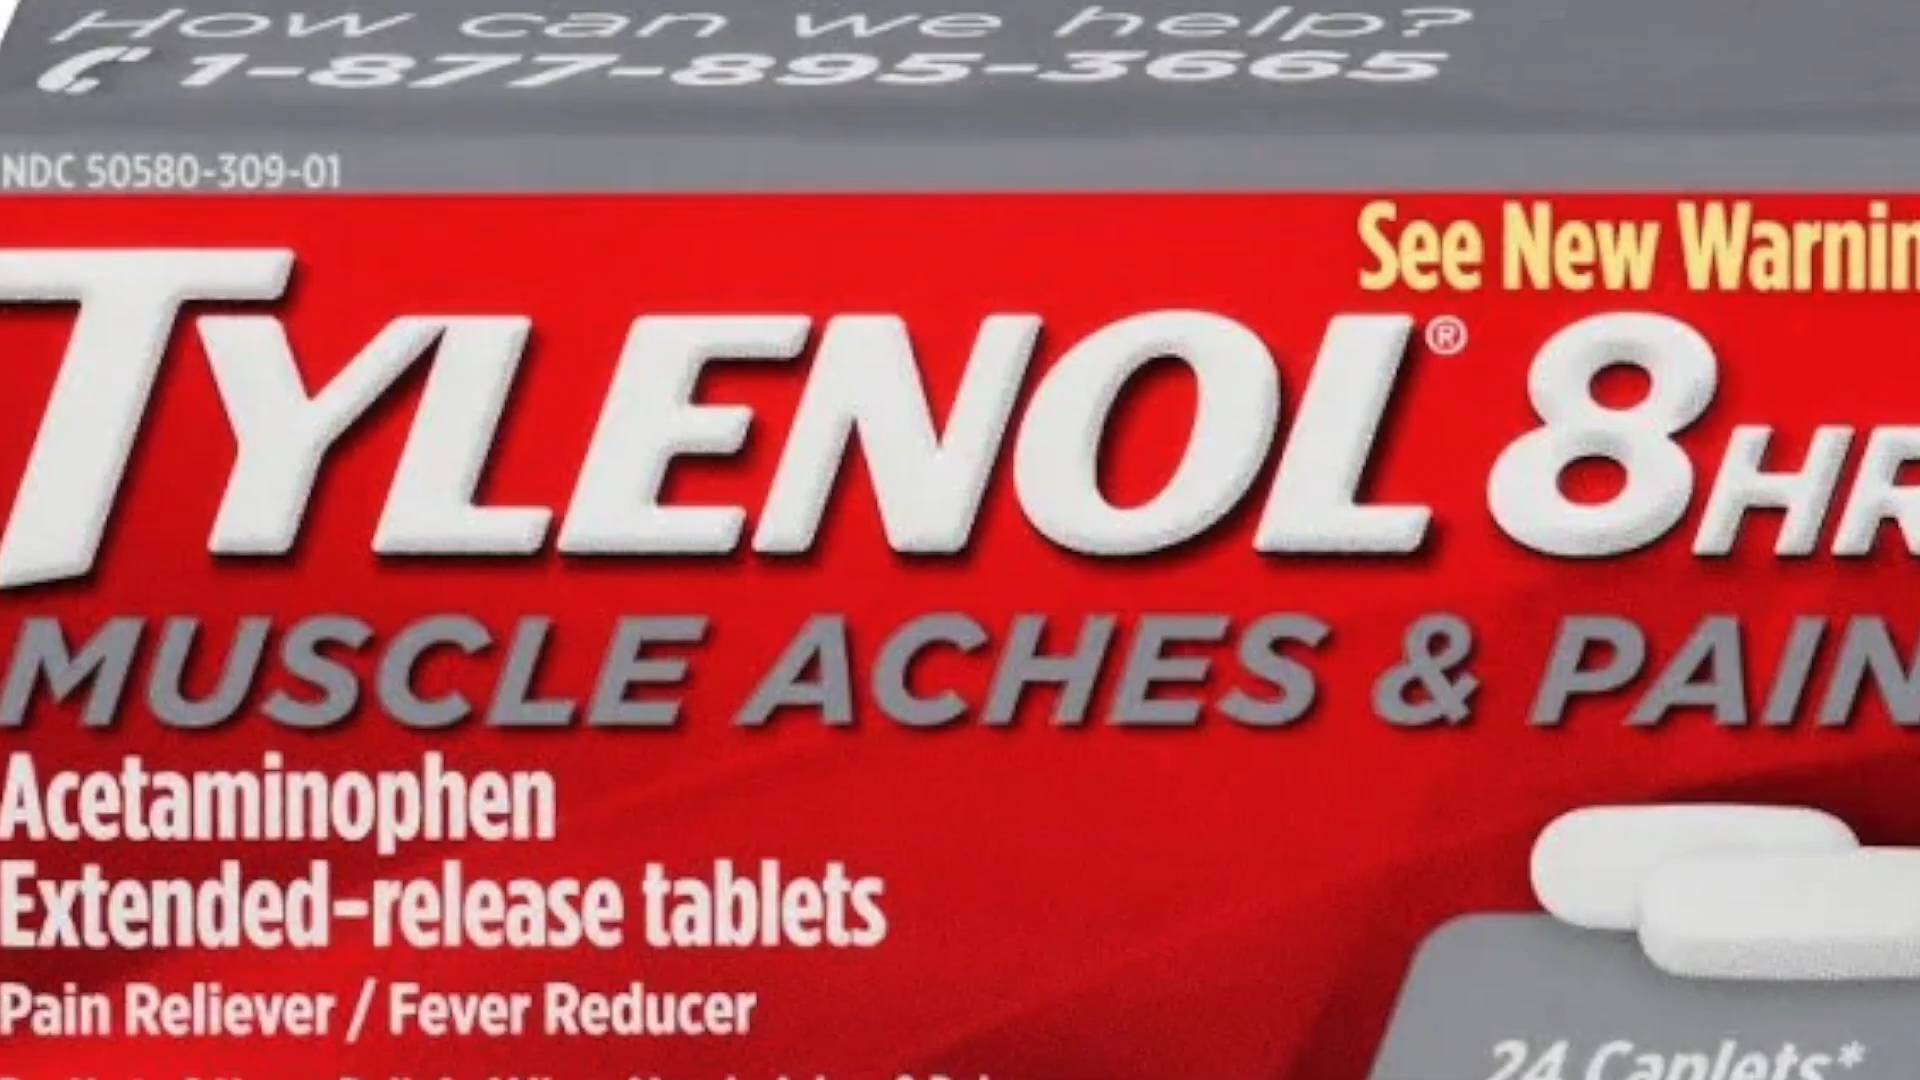 How can we help?
1-877-895-3665
NDC 50580-309-01
See New Warnin
TYLENOL® 8HR
MUSCLE ACHES & PAIN
Acetaminophen
Extended-release tablets
Pain Reliever / Fever Reducer
24 Caplets*